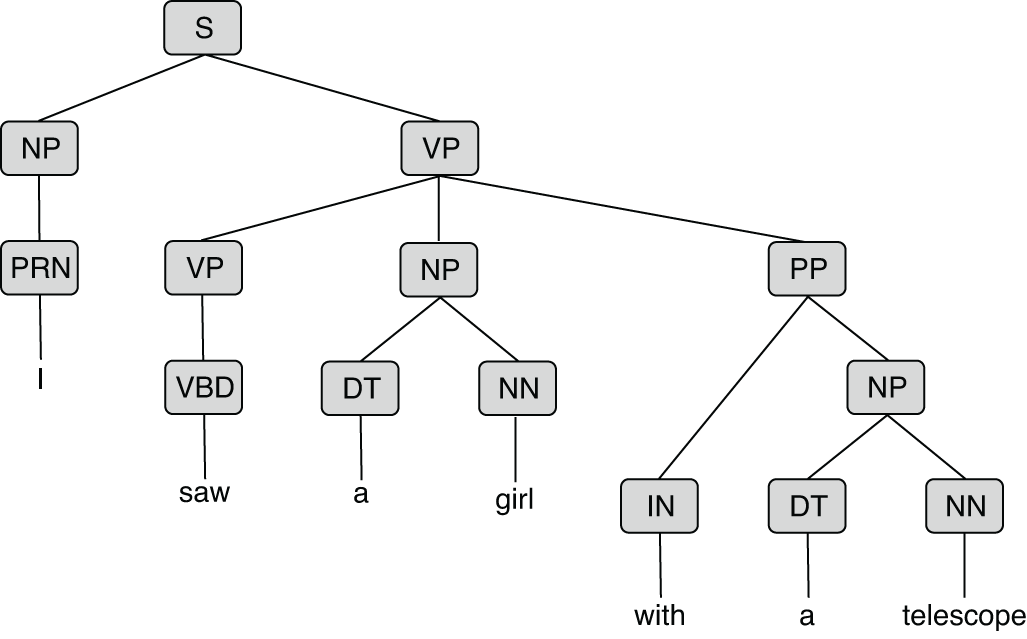 S
NP VP
PRN VP NP PP
I VBD DT NN NP
saw a girl IN DT NN
with a telescope